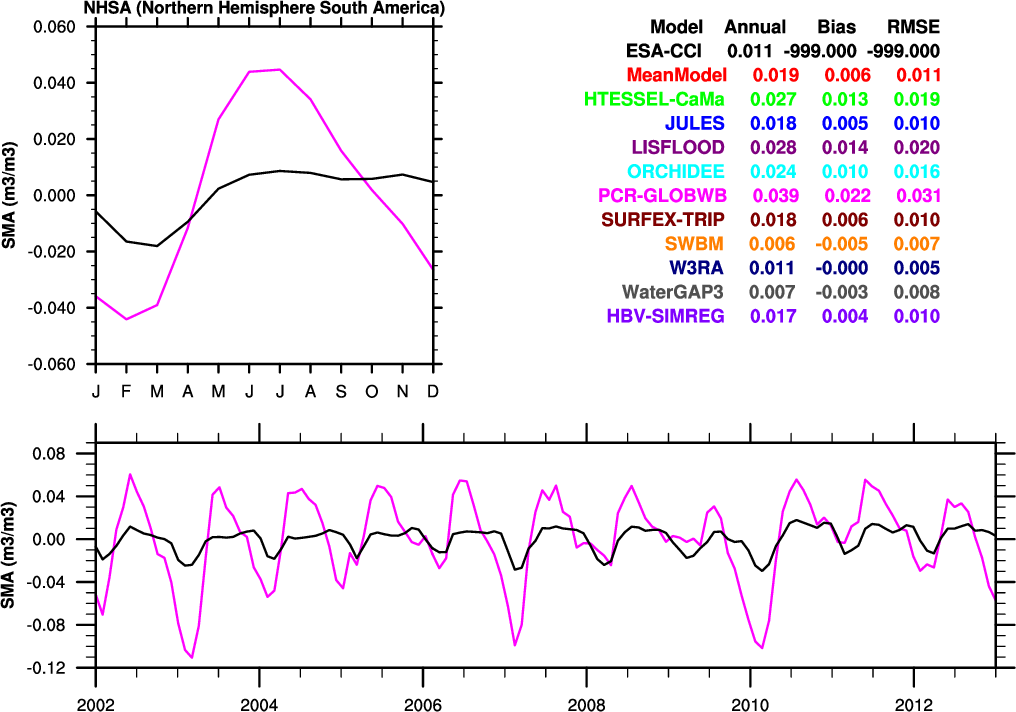 NHSA (Northern Hemisphere South America)
0.060
0.040
0.020
0.000
-0.020
-0.040
-0.060
SMA (m3/m3)
J F M A M J J A S O N D
Model Annual Bias RMSE
ESA-CCI 0.011 -999.000 -999.000
MeanModel 0.019 0.006 0.011
HTESSEL-CaMa 0.027 0.013 0.019
JULES 0.018 0.005 0.010
LISFLOOD 0.028 0.014 0.020
ORCHIDEE 0.024 0.010 0.016
PCR-GLOBWB 0.039 0.022 0.031
SURFEX-TRIP 0.018 0.006 0.010
SWBM 0.006 -0.005 0.007
W3RA 0.011 -0.000 0.005
WaterGAP3 0.007 -0.003 0.008
HBV-SIMREG 0.017 0.004 0.010
0.08
0.04
0.00
-0.04
-0.08
-0.12
SMA (m3/m3)
2002 2004 2006 2008 2010 2012